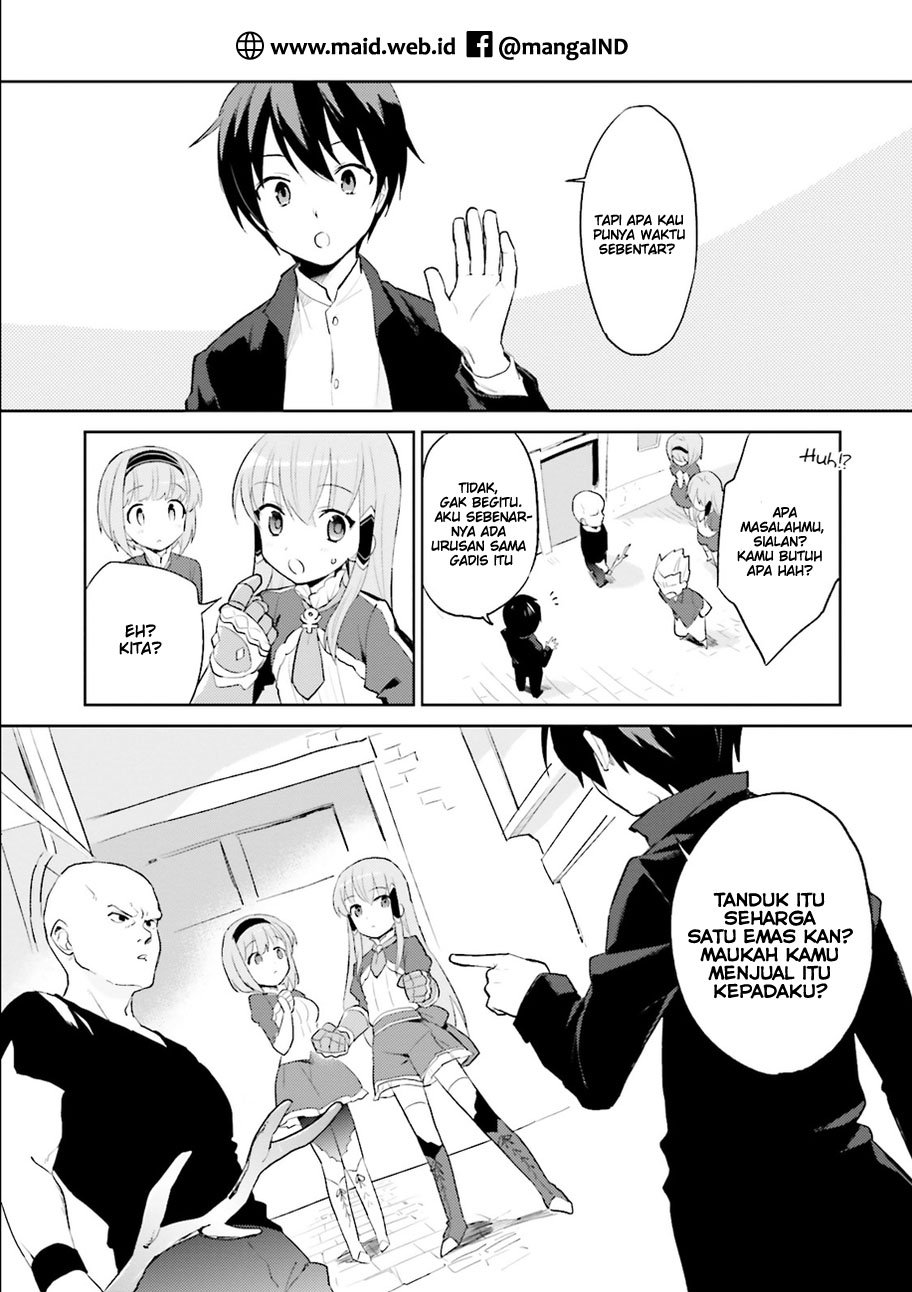 www.maid.web.id @mangaIND
TAPI APA KAU
PUNYA WAKTU
SEBENTAR?
Huh!?
APA
MASALAHMU,
SIALAN?
KAMU BUTUH
APA HAH?
TIDAK,
GAK BEGITU.
AKU SEBENAR-
NYA ADA
URUSAN SAMA
GADIS ITU
EH?
KITA?
TANDUK ITU
SEHARGA
SATU EMAS KAN?
MAUKAH KAMU
MENJUAL ITU
KEPADAKU?